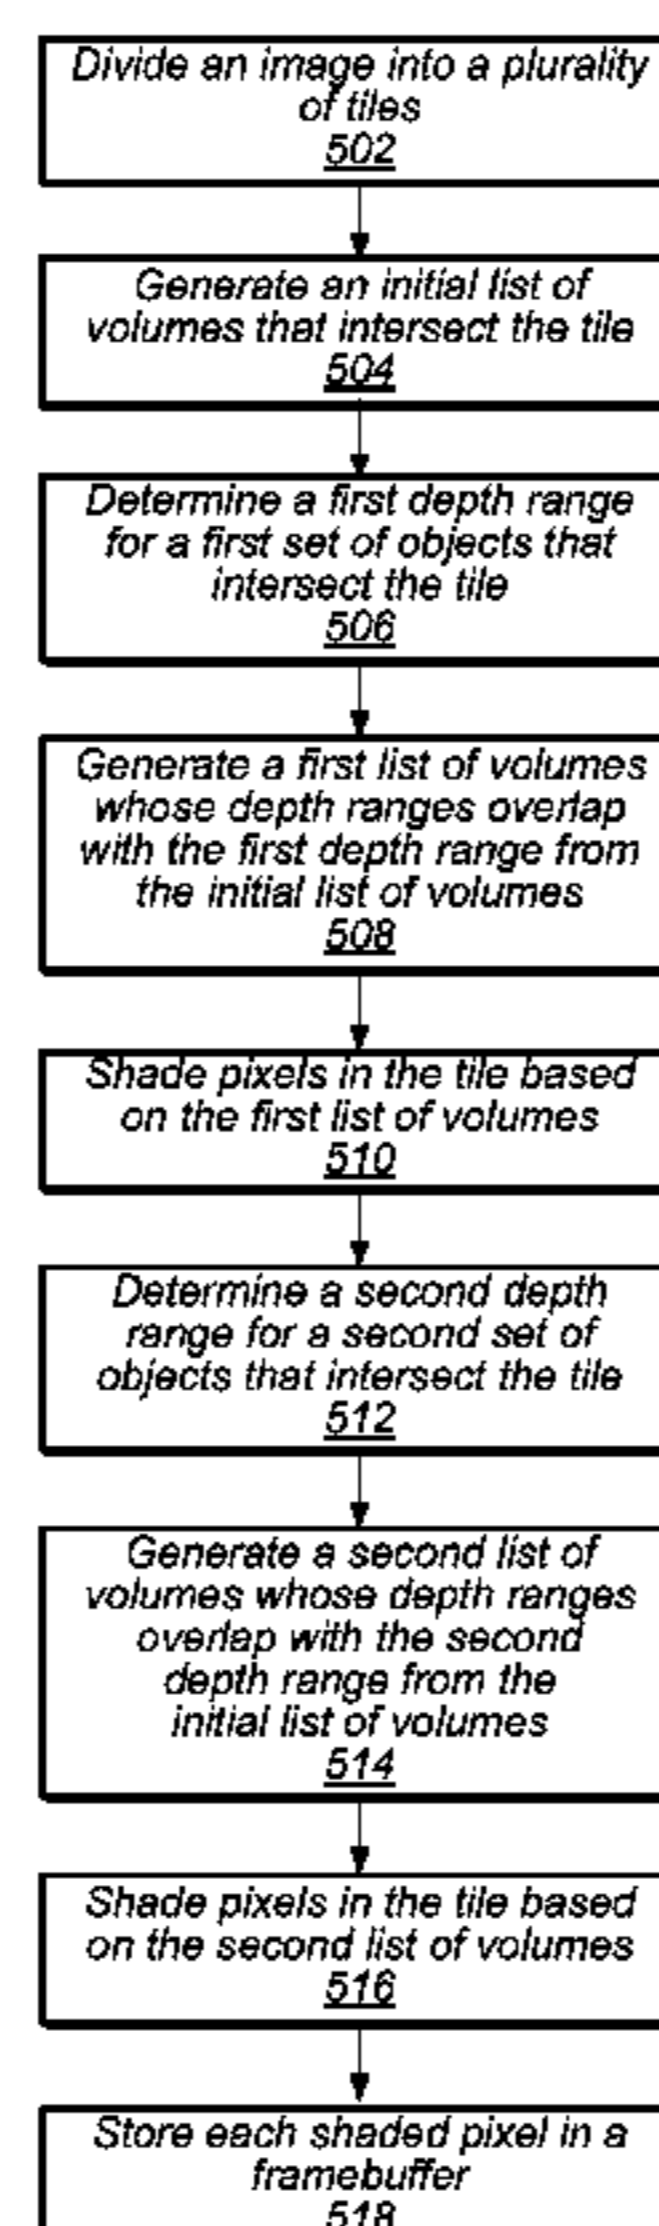 Divide an image into a plurality
of tiles
502
Generate an initial list of
volumes that intersect the tile
504
Determine a first depth range
for a first set of objects that
intersect the tile
506
Generate a first list of volumes
whose depth ranges overlap
with the first depth range from
the initial list of volumes
508
Shade pixels in the tile based
on the first list of volumes
510
Determine a second depth
range for a second set of
objects that intersect the tile
512
Generate a second list of
volumes whose depth ranges
overlap with the second
depth range from the
initial list of volumes
514
Shade pixels in the tile based
on the second list of volumes
516
Store each shaded pixel in a
framebuffer
518